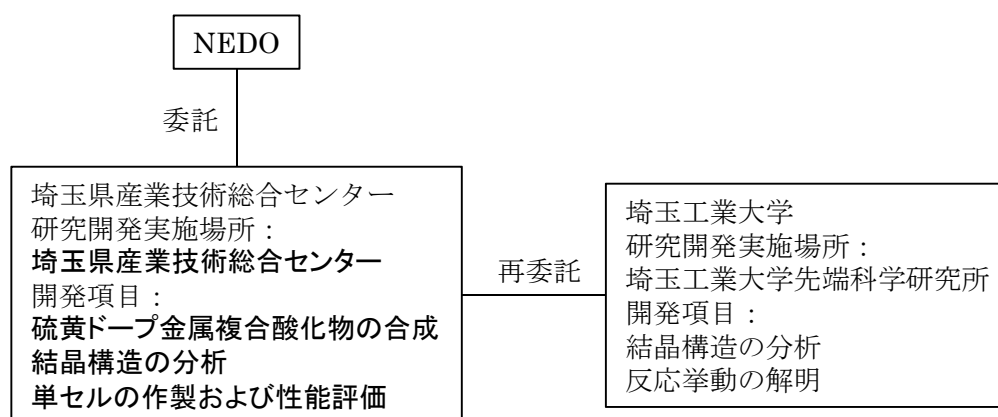 NEDO
委託
埼玉県産業技術総合センター
研究開発実施場所：
埼玉県産業技術総合センター
開発項目：
硫黄ドープ金属複合酸化物の合成
結晶構造の分析
単セルの作製および性能評価
再委託
埼玉工業大学
研究開発実施場所：
埼玉工業大学先端科学研究所
開発項目：
結晶構造の分析
反応挙動の解明